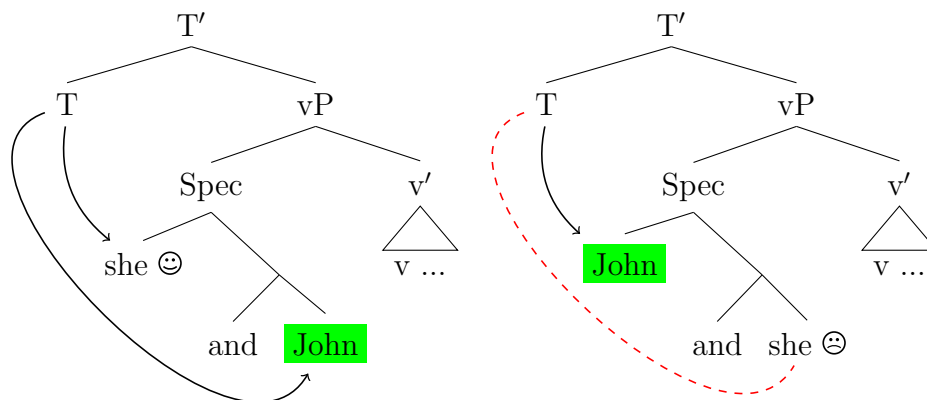 T′ T′
T vP T vP
Spec v′ Spec v′
she ☺ v ... John v ...
and John and she ☹